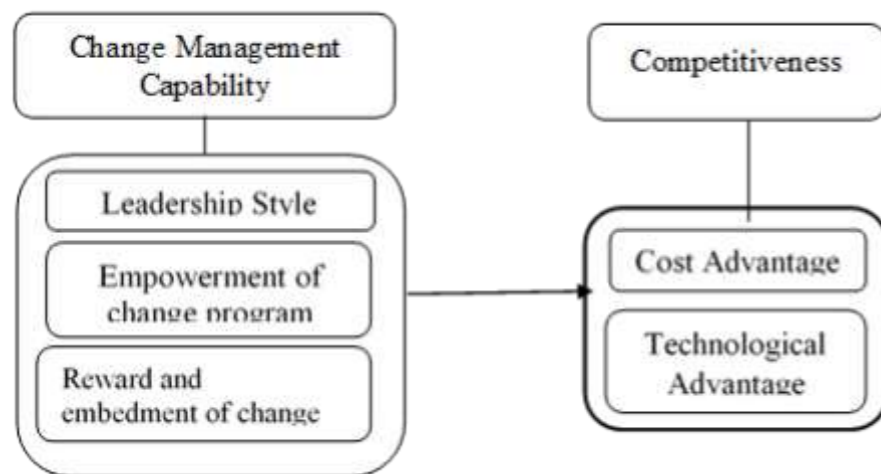 Change Management
Capability
Leadership Style
Empowerment of
change program
Reward and
embedment of change
Competitiveness
Cost Advantage
Technological
Advantage